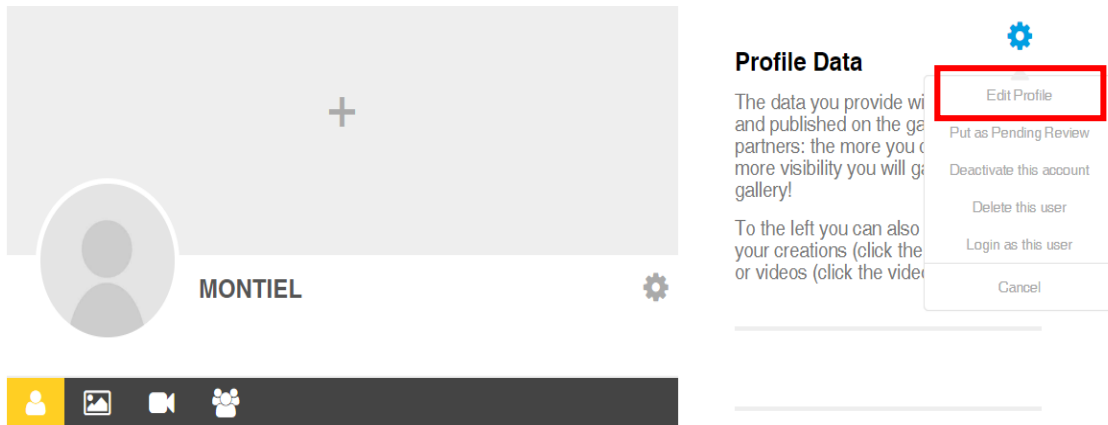 MONTIEL
Profile Data
The data you provide wi
and published on the ga
partners: the more you
more visibility you will ga
gallery!
To the left you can also
your creations (click the
or videos (click the video
Edit Profile
Put as Pending Review
Deactivate this account
Delete this user
Login as this user
Cancel